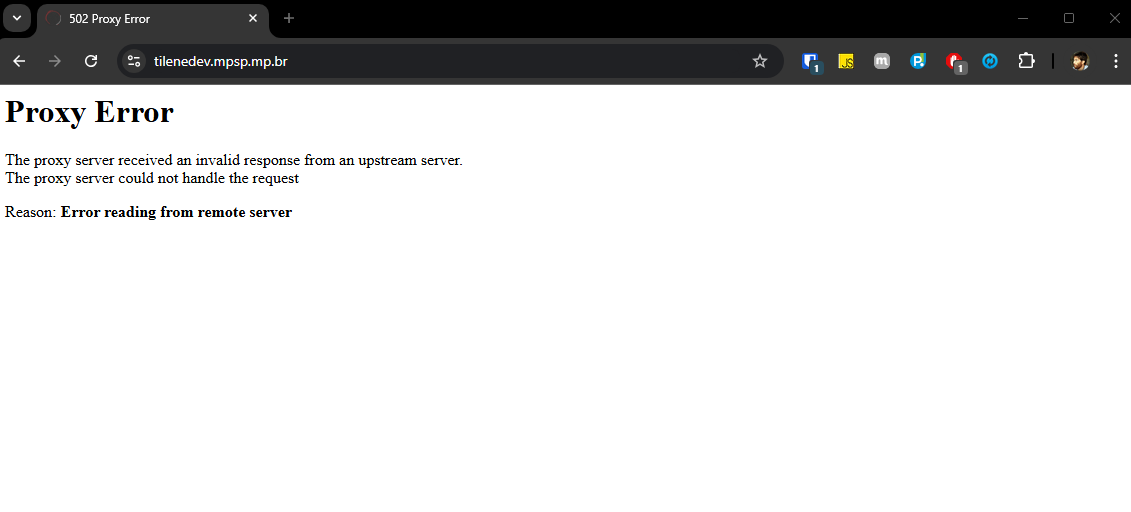 502 Proxy Error
tilenedev.mpsp.mp.br
1
JS
m
P
1
N
Proxy Error
The proxy server received an invalid response from an upstream server.
The proxy server could not handle the request
Reason: Error reading from remote server